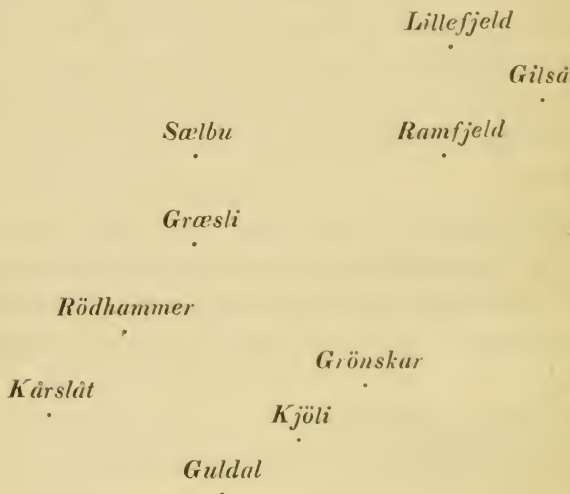 Lillefjeld
Gilså
Sælbu
Ramfjeld
Græsli
Rödhammer
Grönskar
Kårslåt
Kjöli
Guldal